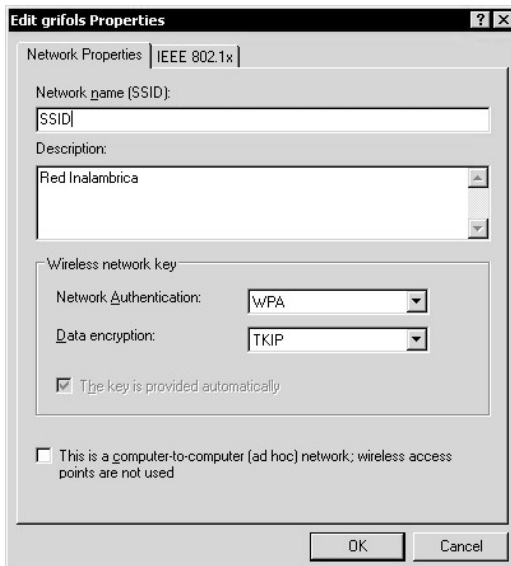 Edit grifols Properties
Network Properties
IEEE 802.1x
Network name (SSID):
SSID
Description:
Red Inalambrica
Wireless network key
Network Authentication:
WPA
Data encryption:
TKIP
The key is provided automatically
This is a computer-to-computer (ad hoc) network; wireless access
points are not used
OK
Cancel